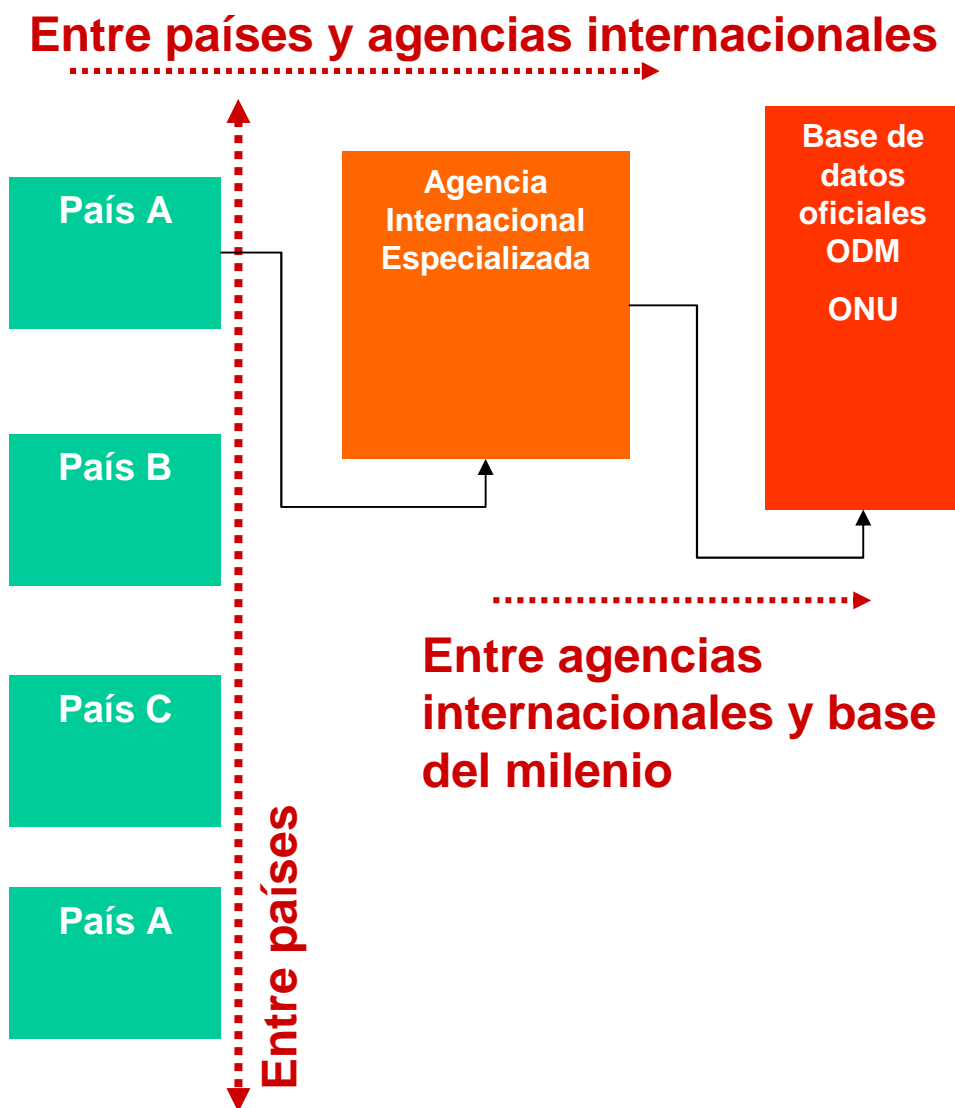 Entre países y agencias internacionales
País A
Agencia
Internacional
Especializada
Base de
datos
oficiales
ODM
ONU
País B
País C
País A
Entre países
Entre agencias
internacionales y base
del milenio